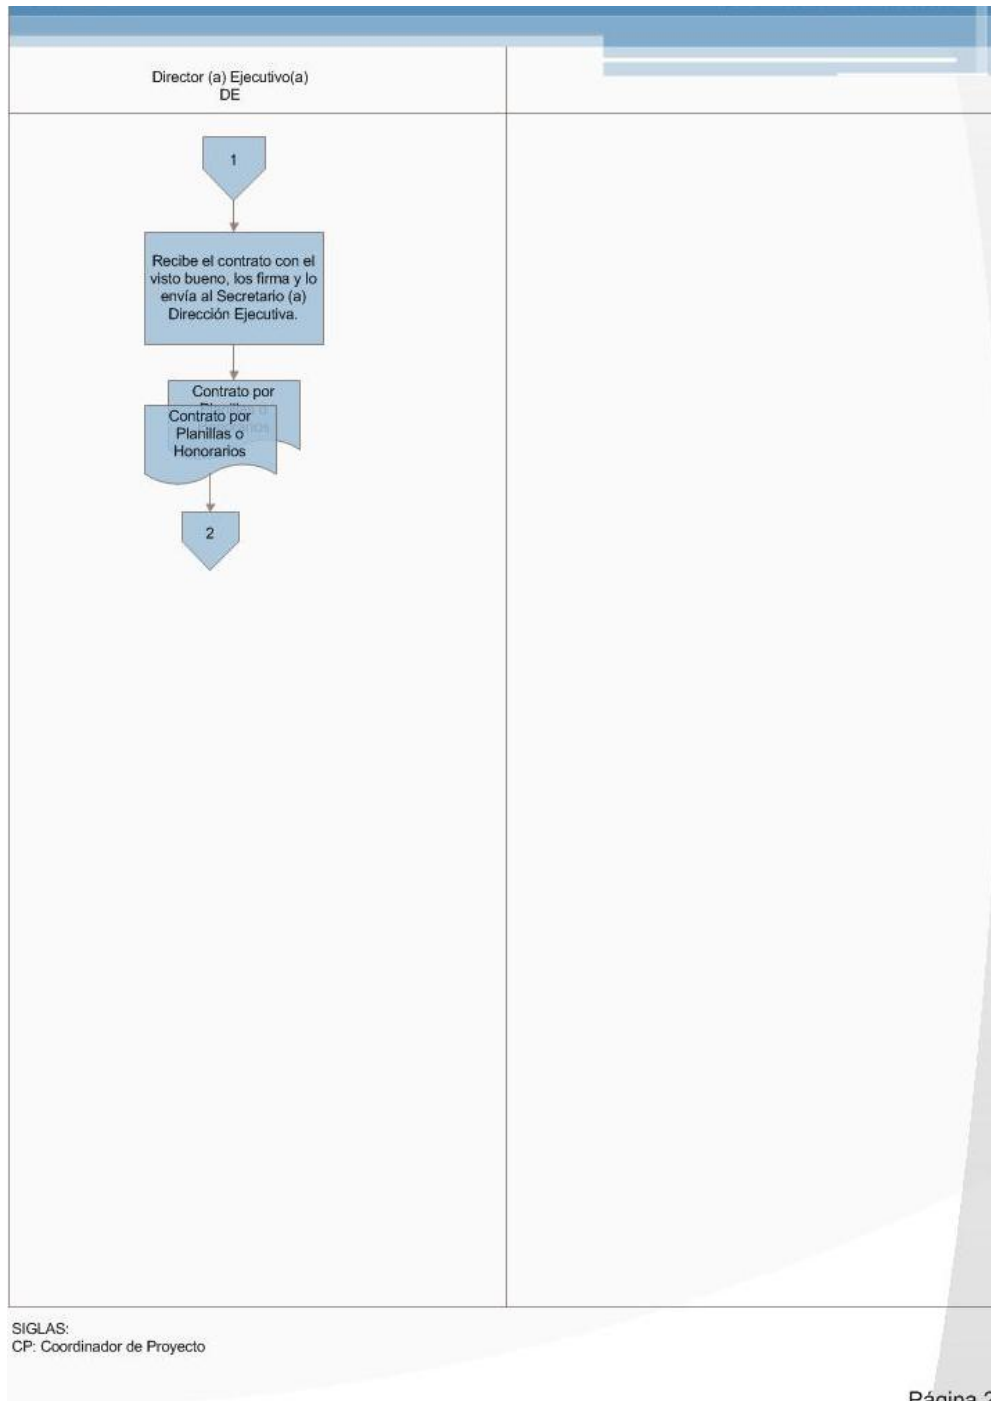 Director (a) Ejecutivo(a)
DE
1
Recibe el contrato con el
visto bueno, los firma y lo
envía al Secretario (a)
Dirección Ejecutiva.
Contrato por
Contrato por
Planillas o
Honorarios
2
SIGLAS:
CP: Coordinador de Proyecto
Página 2